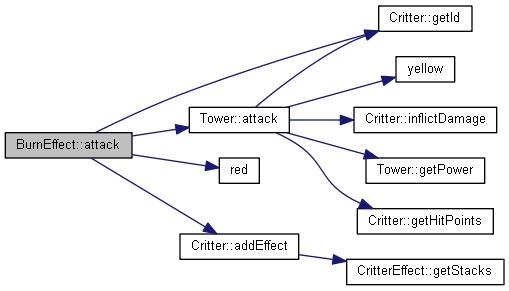 Critter::getId
yellow
Tower::attack
Critter::inflictDamage
BurnEffect::attack
red
Tower::getPower
Critter::getHitPoints
Critter::addEffect
CritterEffect::getStacks